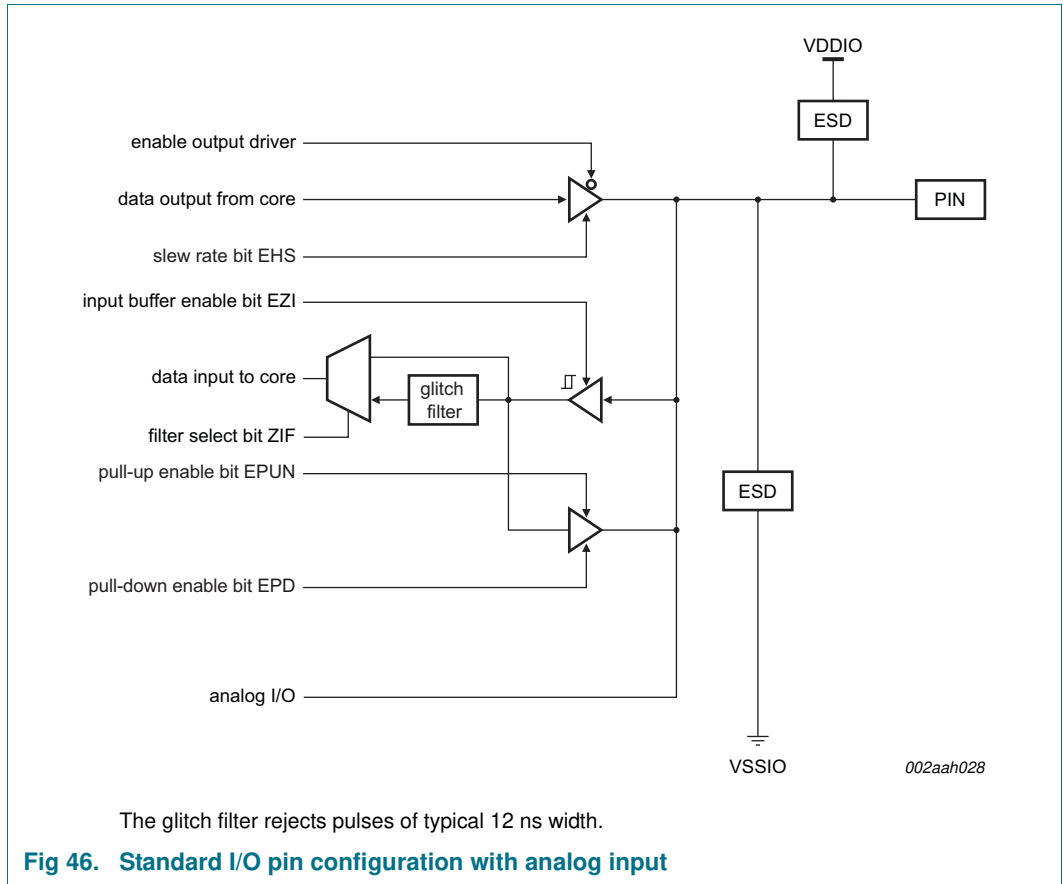 VDDIO
ESD
enable output driver
data output from core
PIN
slew rate bit EHS
input buffer enable bit EZI
data input to core
glitch
filter
filter select bit ZIF
pull-up enable bit EPUN
ESD
pull-down enable bit EPD
analog I/O
VSSIO
002aah028
The glitch filter rejects pulses of typical 12 ns width.
Fig 46. Standard I/O pin configuration with analog input